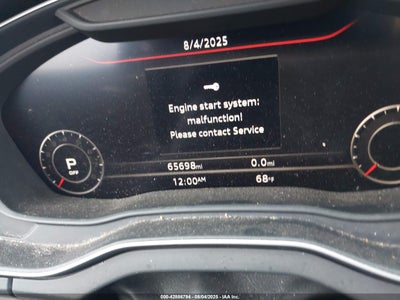 8/4/2025
Engine start system:
malfunction!
Please contact Service
65698mi 0.0mi
12:00AM 68°F
P
OFF
000-42886784 - 08/04/2025 - IAA Inc.